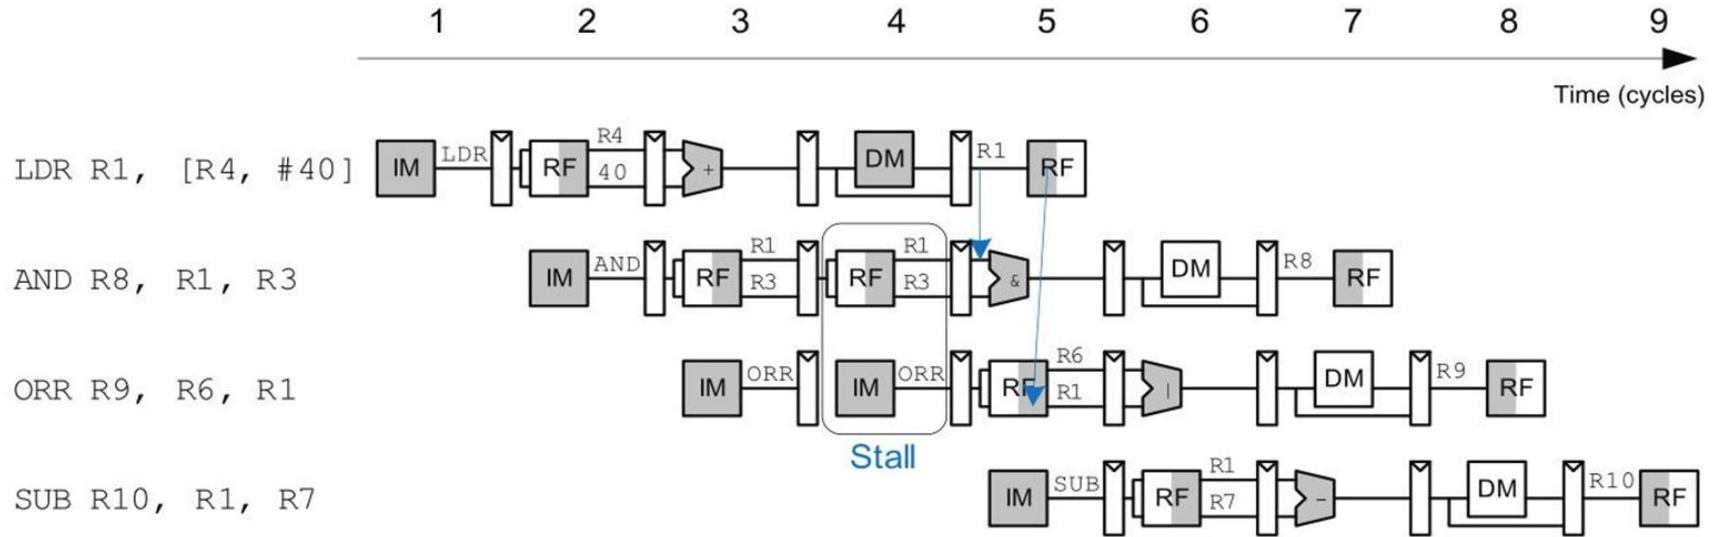 1 2 3 4 5 6 7 8 9
Time (cycles)
LDR R1, [R4, #40] IM LDR RF R4 40 + DM R1 RF
AND R8, R1, R3 IM AND RF R1 R3 RF R1 R3 & DM R8 RF
ORR R9, R6, R1 IM ORR IM ORR RF R6 R1 | DM R9 RF
Stall
SUB R10, R1, R7 IM SUB RF R1 R7 - DM R10 RF